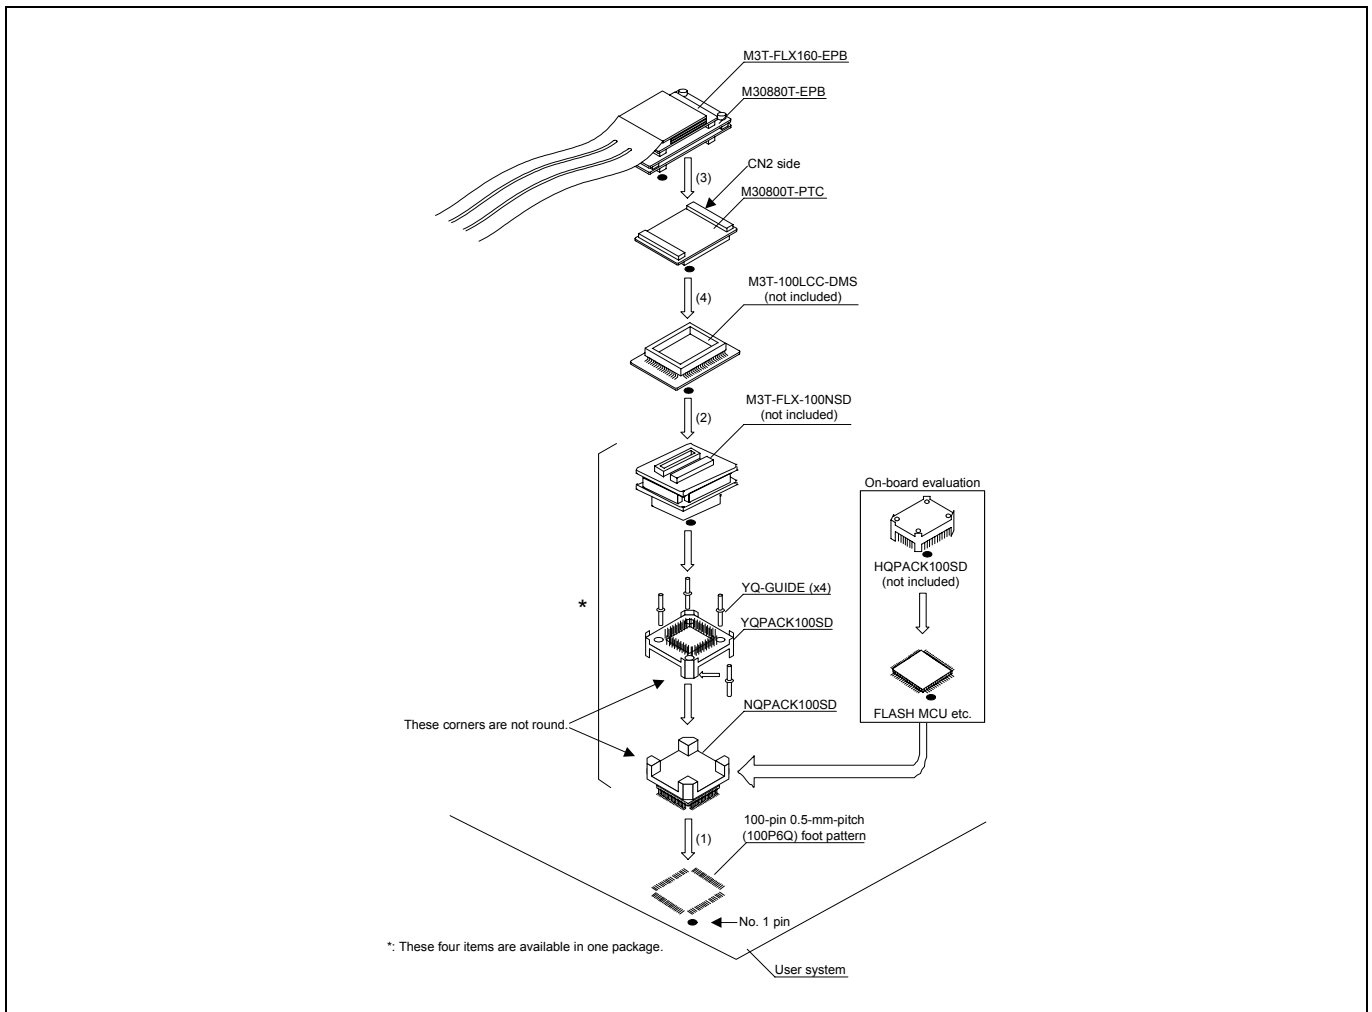 M3T-FLX160-EPB
M30880T-EPB
CN2 side
(3)
M30800T-PTC
M3T-100LCC-DMS
(not included)
(4)
M3T-FLX-100NSD
(not included)
(2)
On-board evaluation
HQPACK100SD
(not included)
FLASH MCU etc.
YQ-GUIDE (x4)
*
YQPACK100SD
NQPACK100SD
These corners are not round.
100-pin 0.5-mm-pitch
(100P6Q) foot pattern
(1)
No. 1 pin
*: These four items are available in one package.
User system